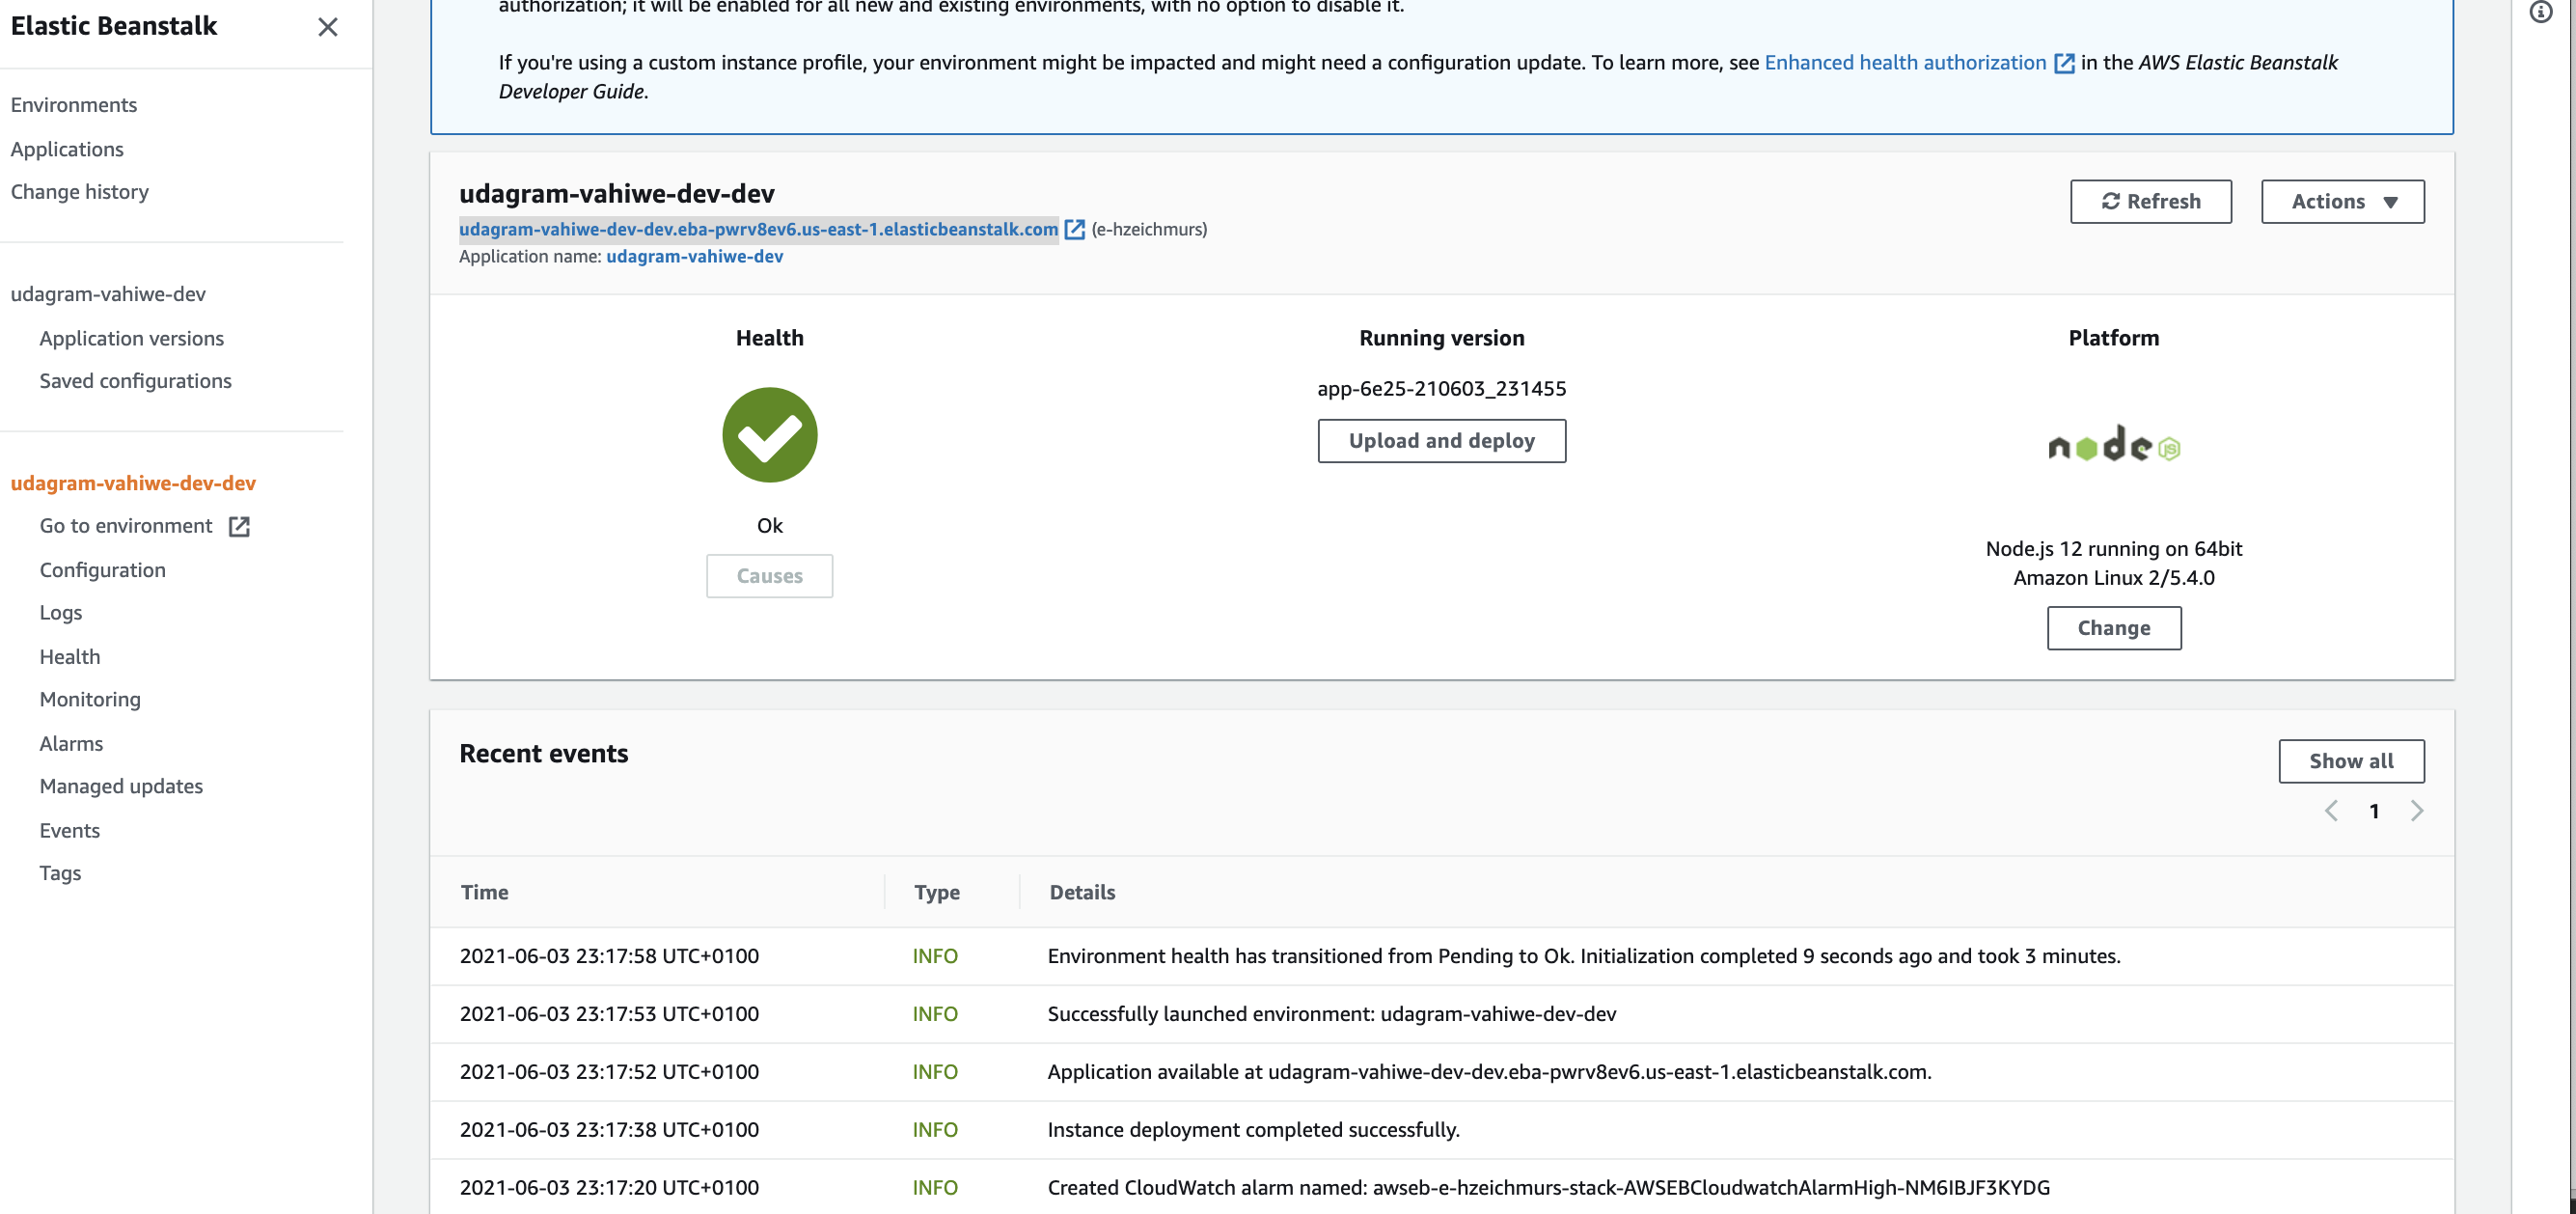 Elastic Beanstalk
Environments
Applications
Change history
udagram-vahiwe-dev
Application versions
Saved configurations
udagram-vahiwe-dev-dev
Go to environment
Configuration
Logs
Health
Monitoring
Alarms
Managed updates
Events
Tags
authorization; it will be enabled for all new and existing environments, with no option to disable it.
If you're using a custom instance profile, your environment might be impacted and might need a configuration update. To learn more, see Enhanced health authorization in the AWS Elastic Beanstalk
Developer Guide.
udagram-vahiwe-dev-dev
udagram-vahiwe-dev-dev.eba-pwrv8ev6.us-east-1.elasticbeanstalk.com (e-hzeichmurs)
Application name: udagram-vahiwe-dev
Refresh
Actions
Health
Ok
Causes
Running version
app-6e25-210603_231455
Upload and deploy
Platform
node JS
Node.js 12 running on 64bit
Amazon Linux 2/5.4.0
Change
Recent events
Show all
1
Time Type Details
2021-06-03 23:17:58 UTC+0100 INFO Environment health has transitioned from Pending to Ok. Initialization completed 9 seconds ago and took 3 minutes.
2021-06-03 23:17:53 UTC+0100 INFO Successfully launched environment: udagram-vahiwe-dev-dev
2021-06-03 23:17:52 UTC+0100 INFO Application available at udagram-vahiwe-dev-dev.eba-pwrv8ev6.us-east-1.elasticbeanstalk.com.
2021-06-03 23:17:38 UTC+0100 INFO Instance deployment completed successfully.
2021-06-03 23:17:20 UTC+0100 INFO Created CloudWatch alarm named: awseb-e-hzeichmurs-stack-AWSEBCloudwatchAlarmHigh-NM6IBJF3KYDG